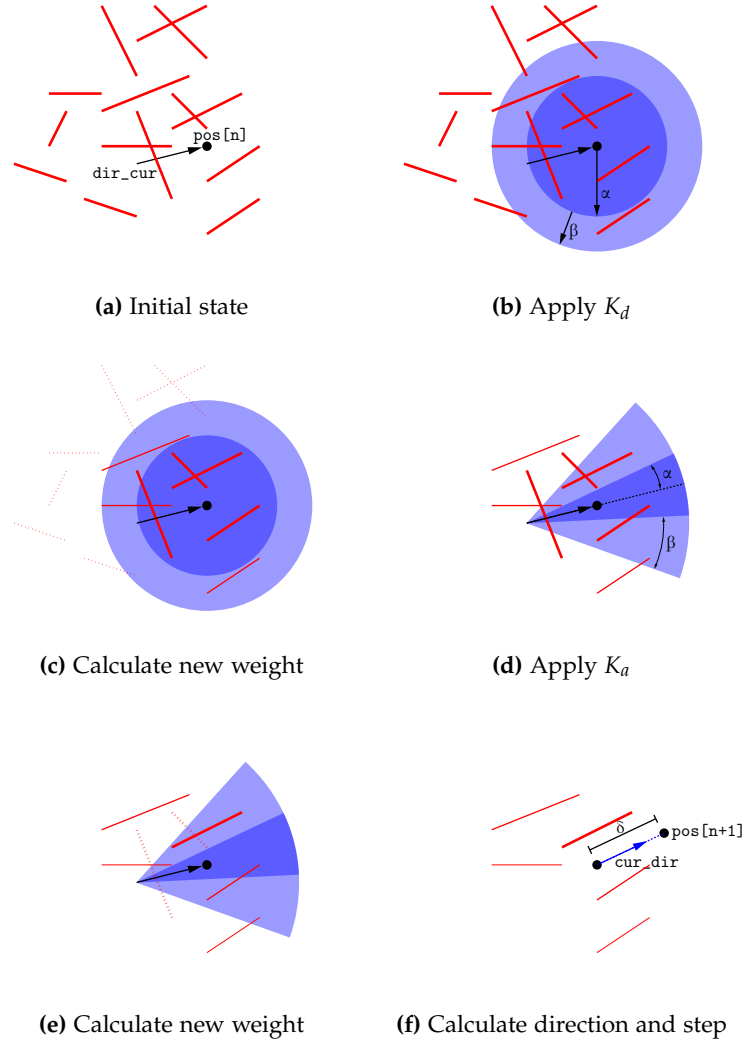 pos[n]
dir_cur
α
β
(a) Initial state
(b) Apply K_d
α
β
(c) Calculate new weight
(d) Apply K_a
δ
pos[n+1]
cur_dir
(e) Calculate new weight
(f) Calculate direction and step